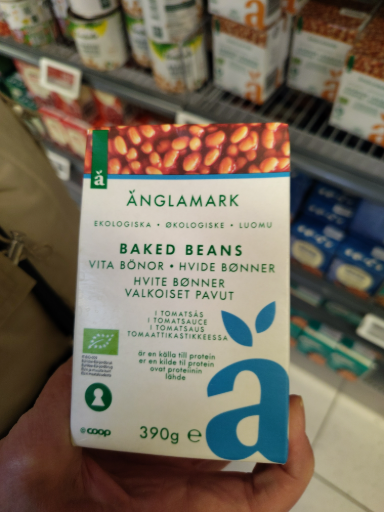 ä
ÄNGLAMARK
EKOLOGISKA • ØKOLOGISKE • LUOMU
BAKED BEANS
VITA BÖNOR • HVIDE BØNNER
HVITE BØNNER
VALKOISET PAVUT
I TOMATSÅS
I TOMATSAUCE
I TOMATSAUS
TOMAATTIKASTIKKEESSA
är en källa till protein
er en kilde til protein
ovat proteiinin
lähde
ä
coop
390g ℮